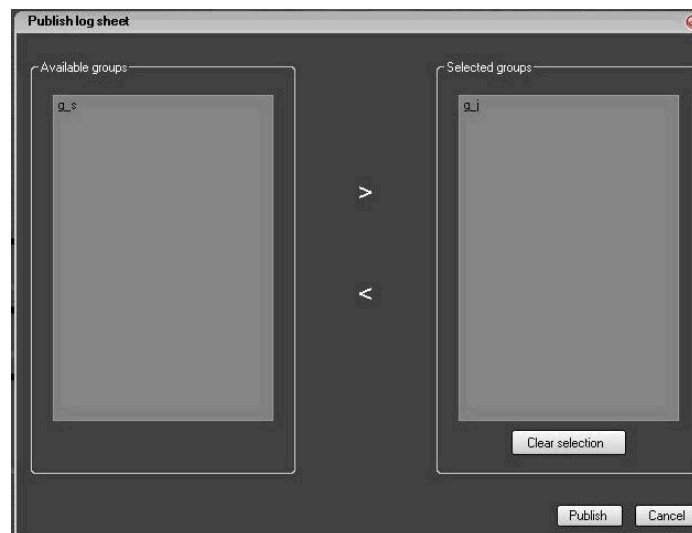 Publish log sheet
Available groups
Selected groups
g_s
g_j
>
<
Clear selection
Publish
Cancel